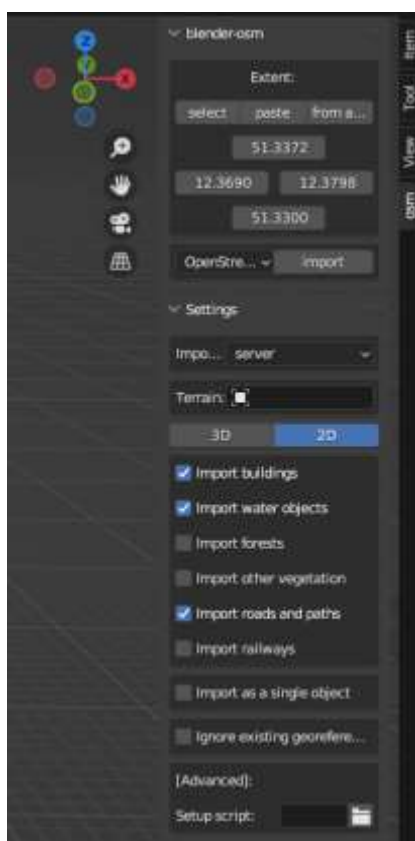 Z
Y
X
blender-osm
Item
Extent:
select paste from a...
Tool
51.3372
View
12.3690 12.3798
osm
51.3300
OpenStre... import
Settings
Impo... server
Terrain:
3D 2D
Import buildings
Import water objects
Import forests
Import other vegetation
Import roads and paths
Import railways
Import as a single object
Ignore existing georefere...
[Advanced]:
Setup script: